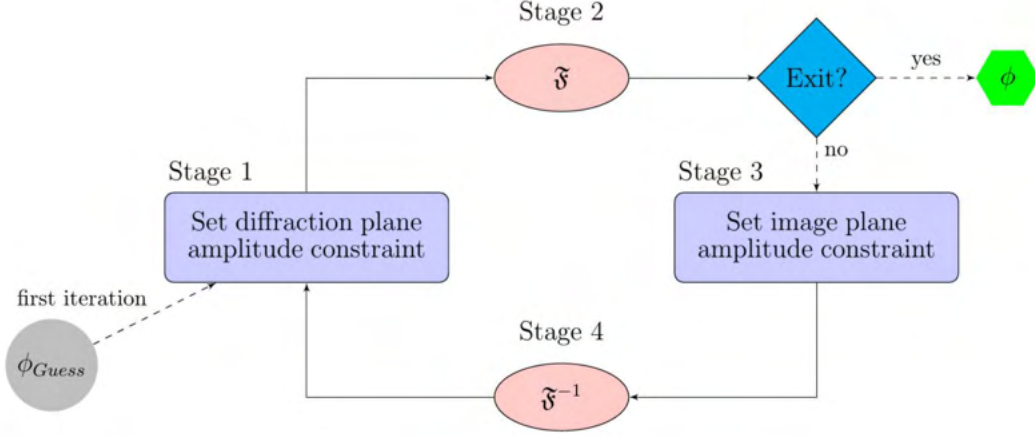 Stage 2
𝔉
Exit?
yes
ϕ
no
Stage 1
Set diffraction plane
amplitude constraint
Stage 3
Set image plane
amplitude constraint
first iteration
ϕ_Guess
Stage 4
𝔉⁻¹